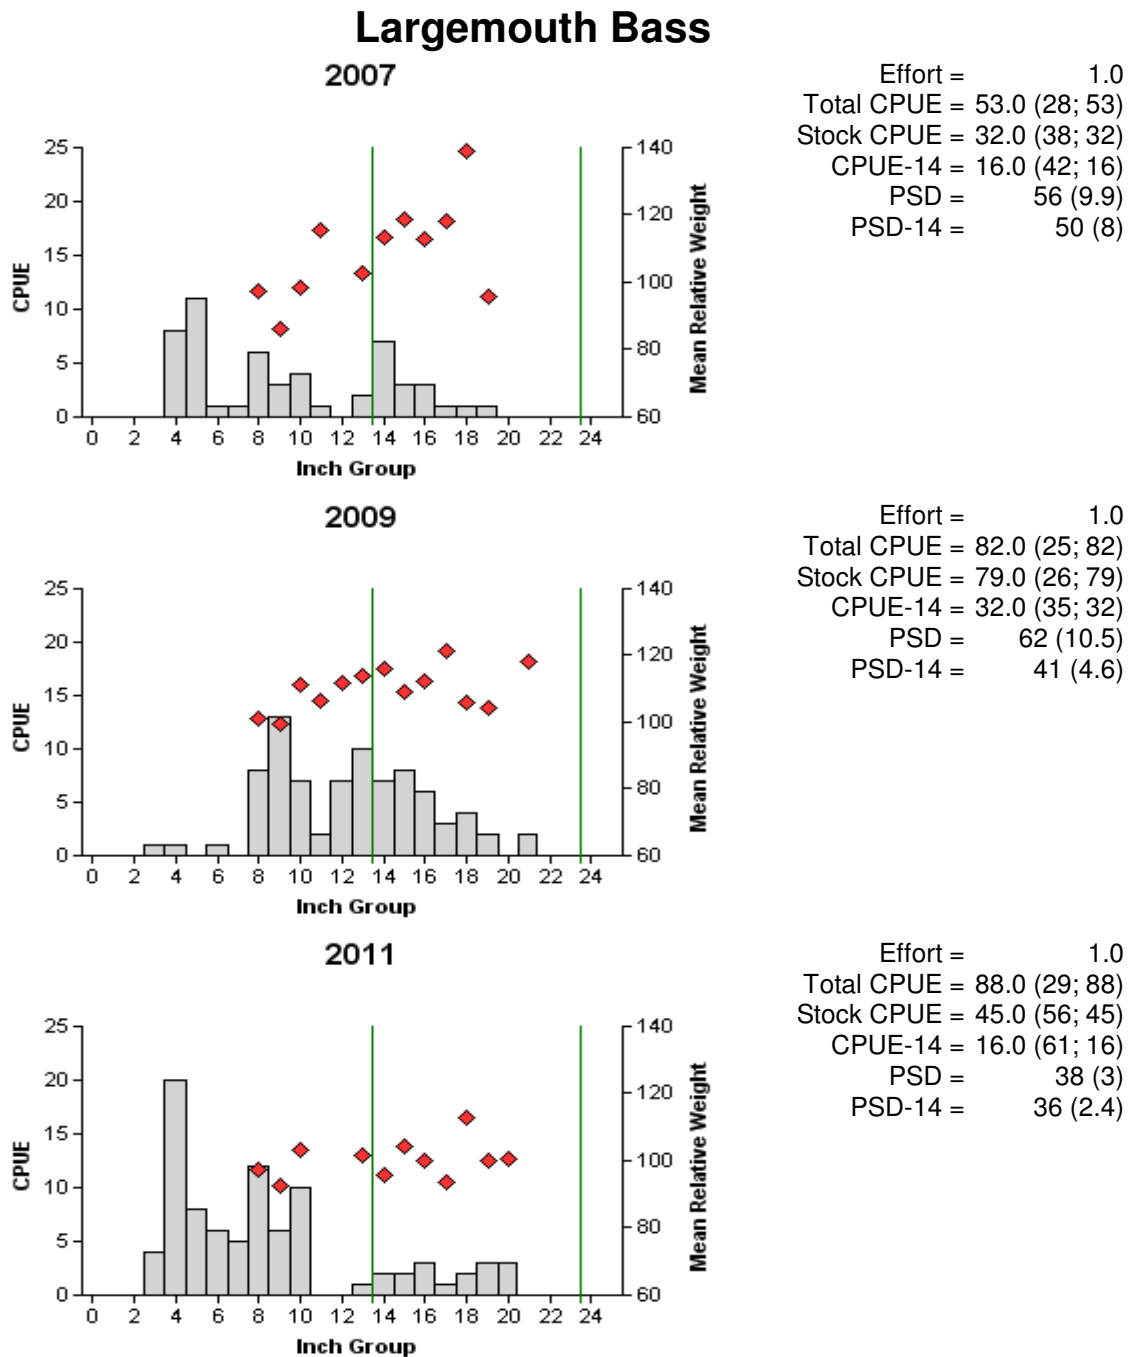 Largemouth Bass
2007
Effort = 1.0
Total CPUE = 53.0 (28; 53)
Stock CPUE = 32.0 (38; 32)
CPUE-14 = 16.0 (42; 16)
PSD = 56 (9.9)
PSD-14 = 50 (8)
25
20
15
10
5
0
CPUE
140
120
100
80
60
Mean Relative Weight
0 2 4 6 8 10 12 14 16 18 20 22 24
Inch Group
2009
Effort = 1.0
Total CPUE = 82.0 (25; 82)
Stock CPUE = 79.0 (26; 79)
CPUE-14 = 32.0 (35; 32)
PSD = 62 (10.5)
PSD-14 = 41 (4.6)
25
20
15
10
5
0
CPUE
140
120
100
80
60
Mean Relative Weight
0 2 4 6 8 10 12 14 16 18 20 22 24
Inch Group
2011
Effort = 1.0
Total CPUE = 88.0 (29; 88)
Stock CPUE = 45.0 (56; 45)
CPUE-14 = 16.0 (61; 16)
PSD = 38 (3)
PSD-14 = 36 (2.4)
25
20
15
10
5
0
CPUE
140
120
100
80
60
Mean Relative Weight
0 2 4 6 8 10 12 14 16 18 20 22 24
Inch Group